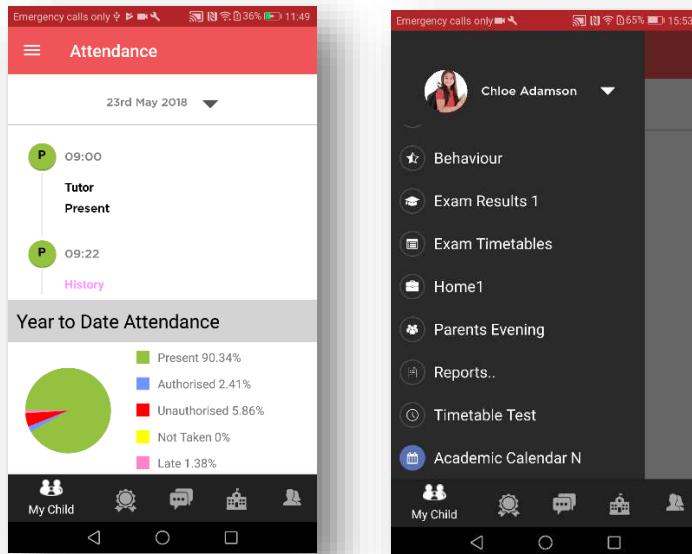 Emergency calls only 36% 11:49
Attendance
23rd May 2018
P 09:00
Tutor
Present
P 09:22
History
Year to Date Attendance
Present 90.34%
Authorised 2.41%
Unauthorised 5.86%
Not Taken 0%
Late 1.38%
My Child
Emergency calls only 65% 15:53
Chloe Adamson
Behaviour
Exam Results 1
Exam Timetables
Home1
Parents Evening
Reports..
Timetable Test
Academic Calendar N
My Child